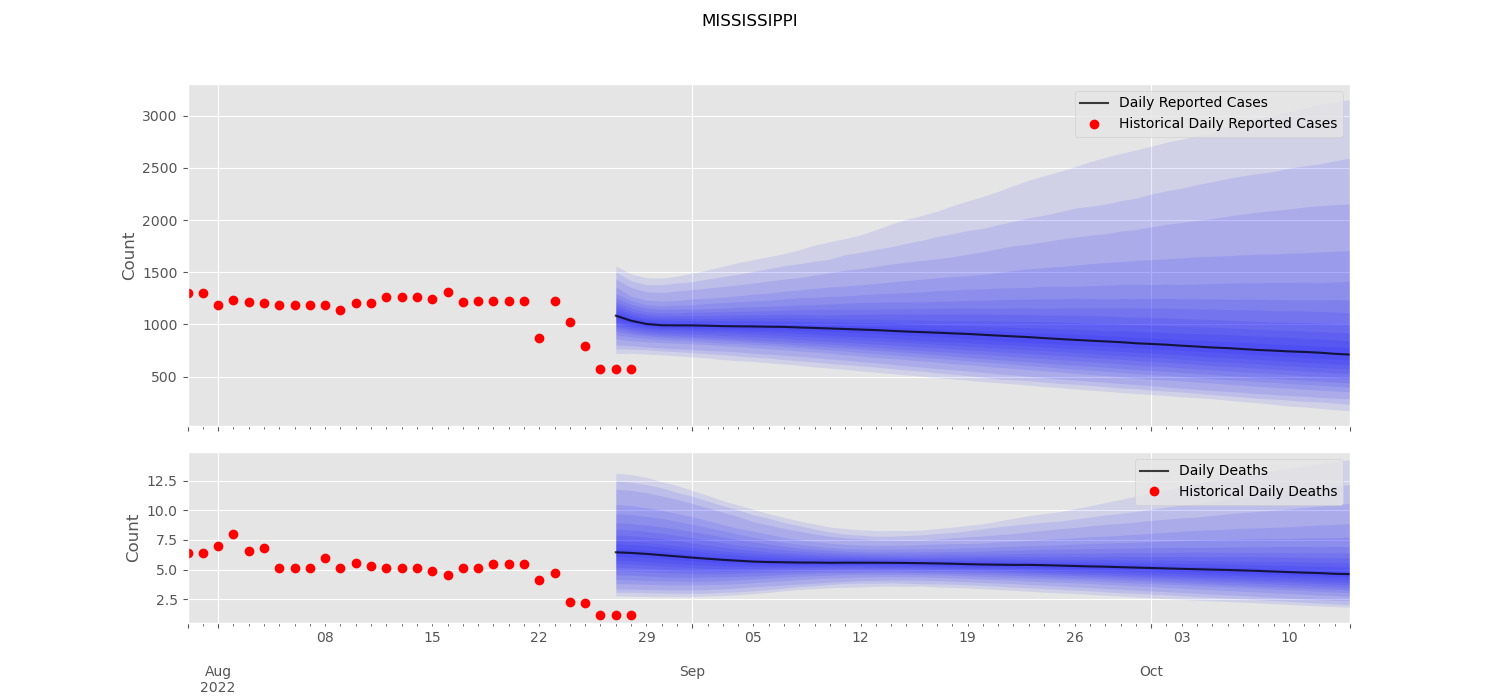 MISSISSIPPI
Daily Reported Cases
Historical Daily Reported Cases
Count
3000
2500
2000
1500
1000
500
Daily Deaths
Historical Daily Deaths
Count
12.5
10.0
7.5
5.0
2.5
08 15 22 29 05 12 19 26 03 10
Aug Sep Oct
2022